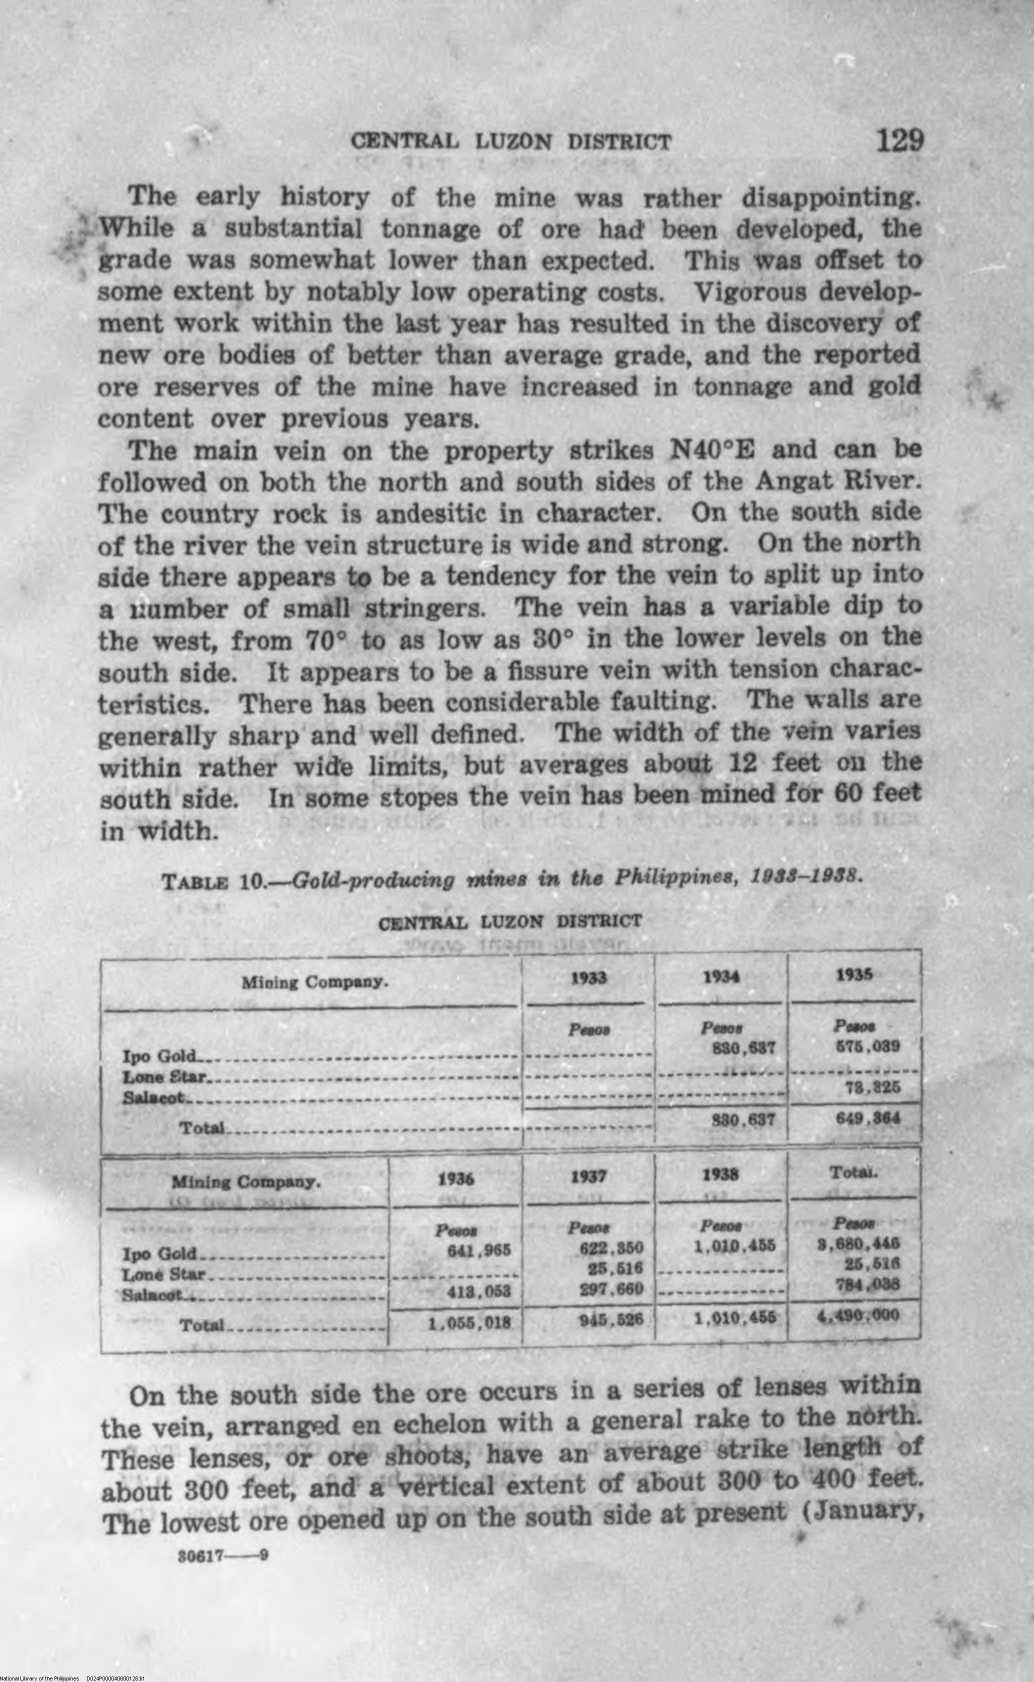 CENTRAL LUZON DISTRICT 129
The early history of the mine was rather disappointing.
While a substantial tonnage of ore had been developed, the
grade was somewhat lower than expected. This was offset to
some extent by notably low operating costs. Vigorous develop-
ment work within the last year has resulted in the discovery of
new ore bodies of better than average grade, and the reported
ore reserves of the mine have increased in tonnage and gold
content over previous years.
The main vein on the property strikes N40°E and can be
followed on both the north and south sides of the Angat River.
The country rock is andesitic in character. On the south side
of the river the vein structure is wide and strong. On the north
side there appears to be a tendency for the vein to split up into
a number of small stringers. The vein has a variable dip to
the west, from 70° to as low as 30° in the lower levels on the
south side. It appears to be a fissure vein with tension charac-
teristics. There has been considerable faulting. The walls are
generally sharp and well defined. The width of the vein varies
within rather wide limits, but averages about 12 feet on the
south side. In some stopes the vein has been mined for 60 feet
in width.
TABLE 10.—Gold-producing mines in the Philippines, 1933–1938.
CENTRAL LUZON DISTRICT
Mining Company. 1933 1934 1935
Pesos Pesos Pesos
Ipo Gold 830,637 575,039
Lone Star
Salacot 73,325
Total 830,637 649,364
Mining Company. 1936 1937 1938 Total.
Pesos Pesos Pesos Pesos
Ipo Gold 641,965 622,350 1,010,455 3,680,446
Lone Star 25,516 25,516
Salacot 413,053 297,660 784,038
Total 1,055,018 945,526 1,010,455 4,490,000
On the south side the ore occurs in a series of lenses within
the vein, arranged en echelon with a general rake to the north.
These lenses, or ore shoots, have an average strike length of
about 300 feet, and a vertical extent of about 300 to 400 feet.
The lowest ore opened up on the south side at present (January,
30617——9
National Library of the Philippines